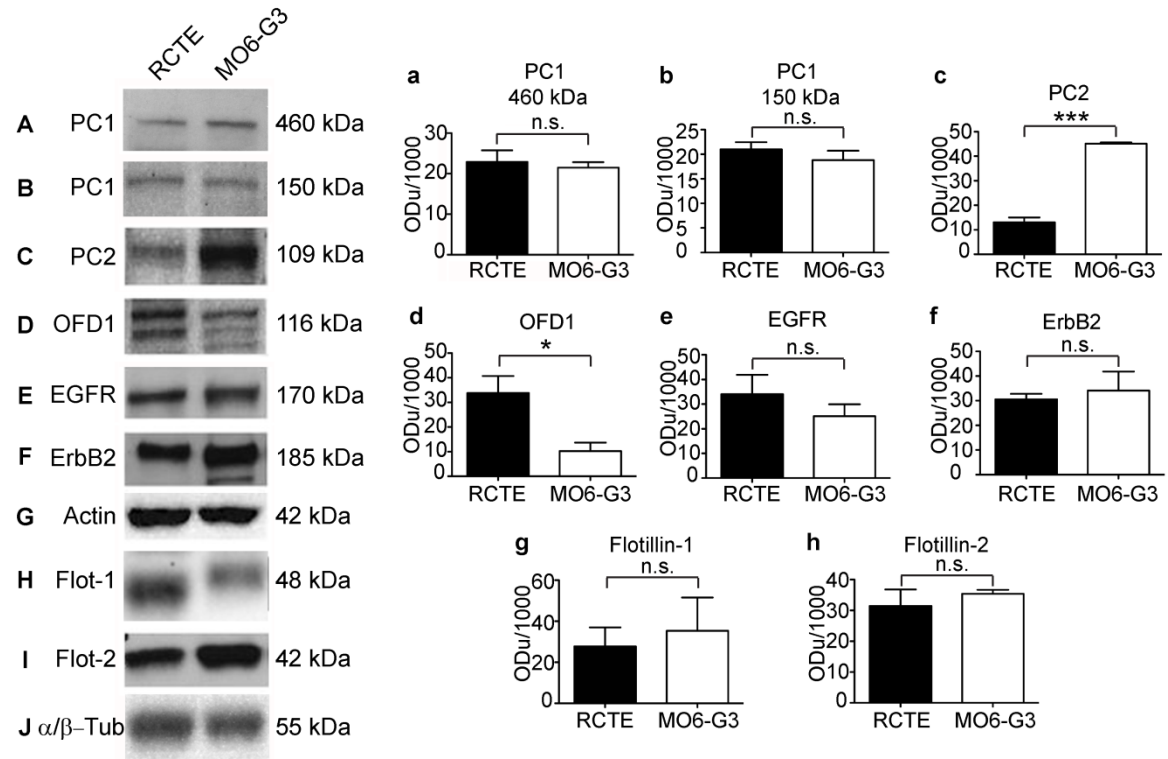 RCTE MO6-G3
A PC1 460 kDa
B PC1 150 kDa
C PC2 109 kDa
D OFD1 116 kDa
E EGFR 170 kDa
F ErbB2 185 kDa
G Actin 42 kDa
H Flot-1 48 kDa
I Flot-2 42 kDa
J α/β–Tub 55 kDa
a
PC1
460 kDa
n.s.
ODu/1000
30
20
10
0
RCTE MO6-G3
b
PC1
150 kDa
n.s.
ODu/1000
25
20
15
10
5
0
RCTE MO6-G3
c
PC2
***
ODu/1000
50
40
30
20
10
0
RCTE MO6-G3
d
OFD1
*
ODu/1000
50
40
30
20
10
0
RCTE MO6-G3
e
EGFR
n.s.
ODu/1000
50
40
30
20
10
0
RCTE MO6-G3
f
ErbB2
n.s.
ODu/1000
50
40
30
20
10
0
RCTE MO6-G3
g
Flotillin-1
n.s.
ODu/1000
60
40
20
0
RCTE MO6-G3
h
Flotillin-2
n.s.
ODu/1000
40
30
20
10
0
RCTE MO6-G3